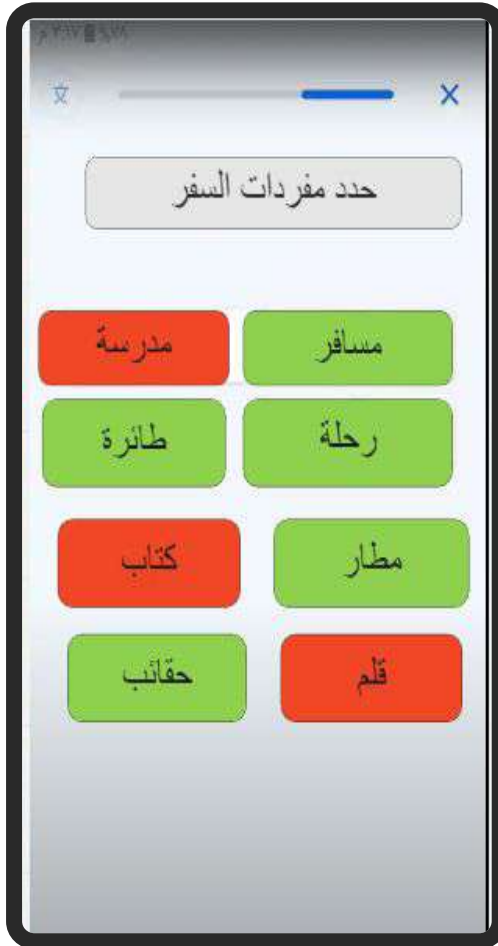 حدد مفردات السفر
مسافر مدرسة
رحلة طائرة
مطار كتاب
قلم حقائب